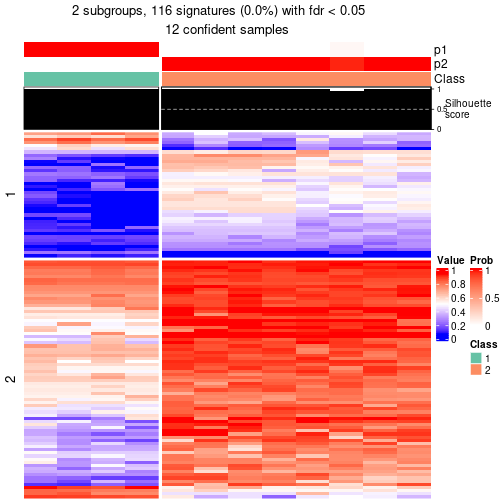 2 subgroups, 116 signatures (0.0%) with fdr < 0.05
12 confident samples
p1
p2
Class
1
0.5
0
Silhouette
score
1
2
Value
1
0.8
0.6
0.4
0.2
0
Prob
1
0.5
0
Class
1
2